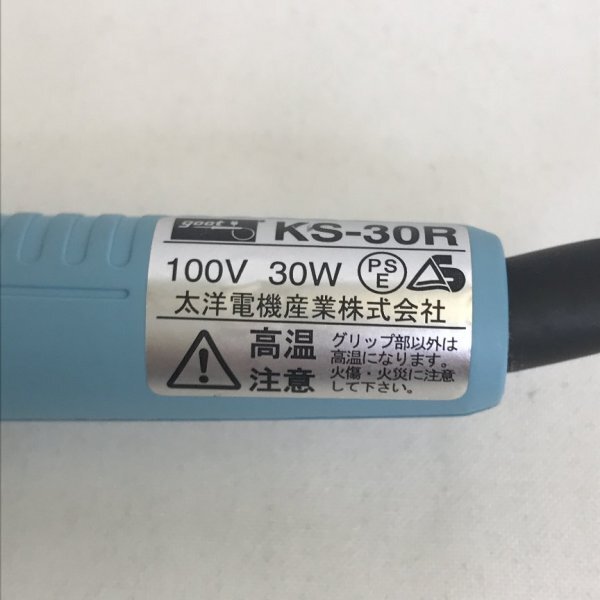 goot KS-30R
100V 30W PS E S
太洋電機産業株式会社
高温
注意
グリップ部以外は
高温になります。
火傷・火災に注意
して下さい。